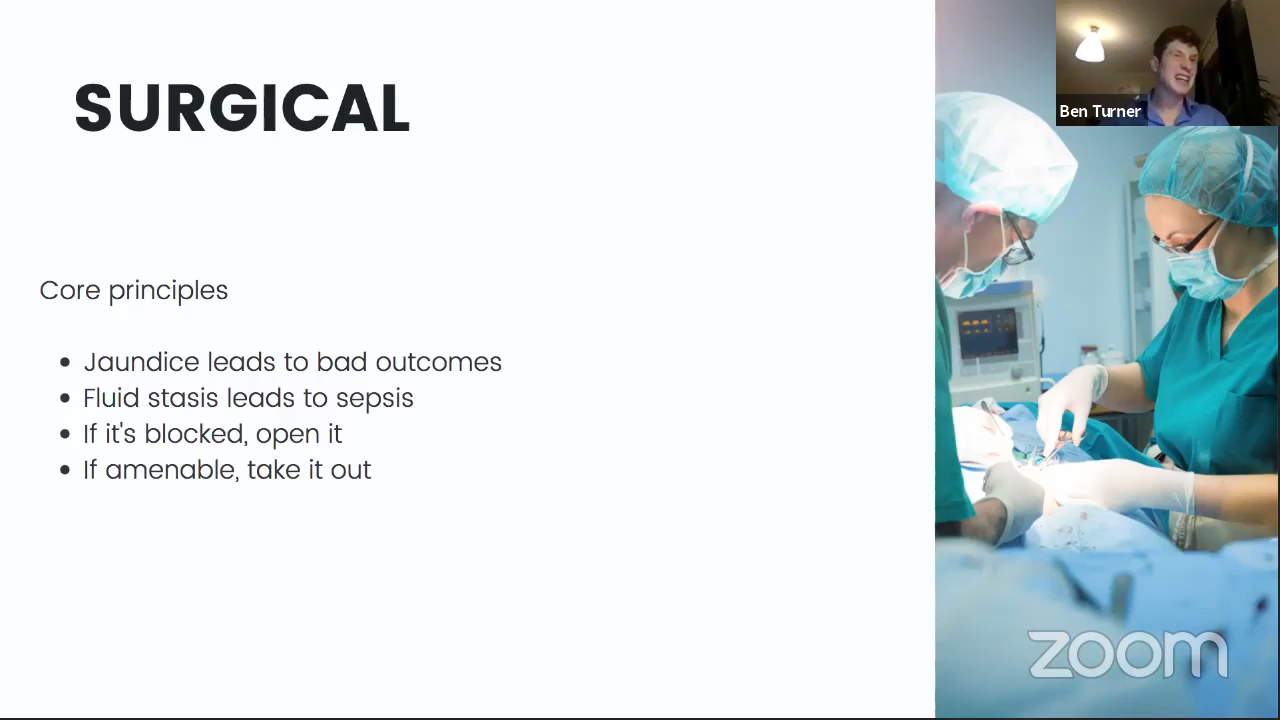 SURGICAL
Ben Turner
Core principles
Jaundice leads to bad outcomes
Fluid stasis leads to sepsis
If it's blocked, open it
If amenable, take it out
zoom